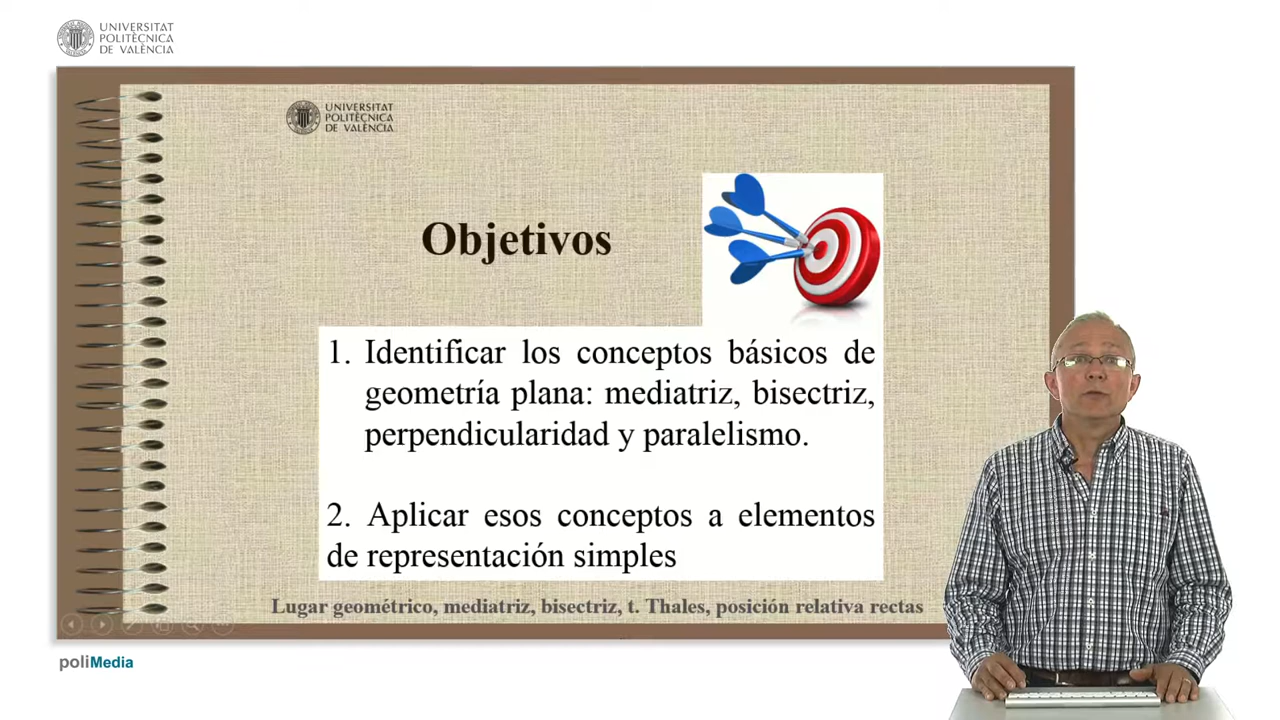 UNIVERSITAT
POLITÈCNICA
DE VALÈNCIA
UNIVERSITAT
POLITÈCNICA
DE VALÈNCIA
Objetivos
1. Identificar los conceptos básicos de
geometría plana: mediatriz, bisectriz,
perpendicularidad y paralelismo.
2. Aplicar esos conceptos a elementos
de representación simples
Lugar geométrico, mediatriz, bisectriz, t. Thales, posición relativa rectas
poliMedia